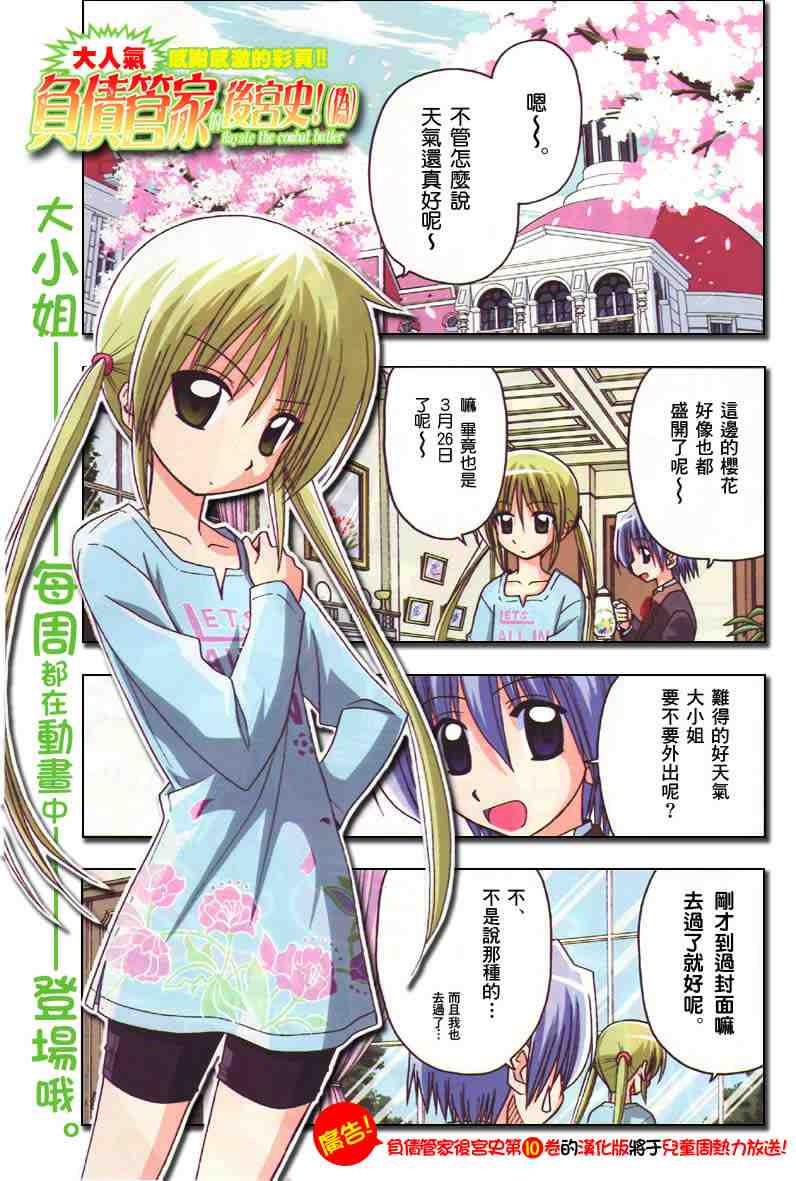 大人氣
感謝感激的彩頁!!
負債管家的後宮史!(偽)
Hayate the combat butler
大小姐——每周都在動畫中——登場哦。
嗯～。
不管怎麼說
天氣還真好呢～
這邊的櫻花
好像也都
盛開了呢～
嘛 畢竟也是
3月26日
了呢～
LETS
ALL IN
LETS
ALL IN
難得的好天氣
大小姐
要不要外出呢？
剛才到過封面嘛
去過了就好呢。
不、
不是說那種的…
而且我也
去過了…
廣告!
負債管家後宮史第10卷的漢化版將于兒童周熱力放送!